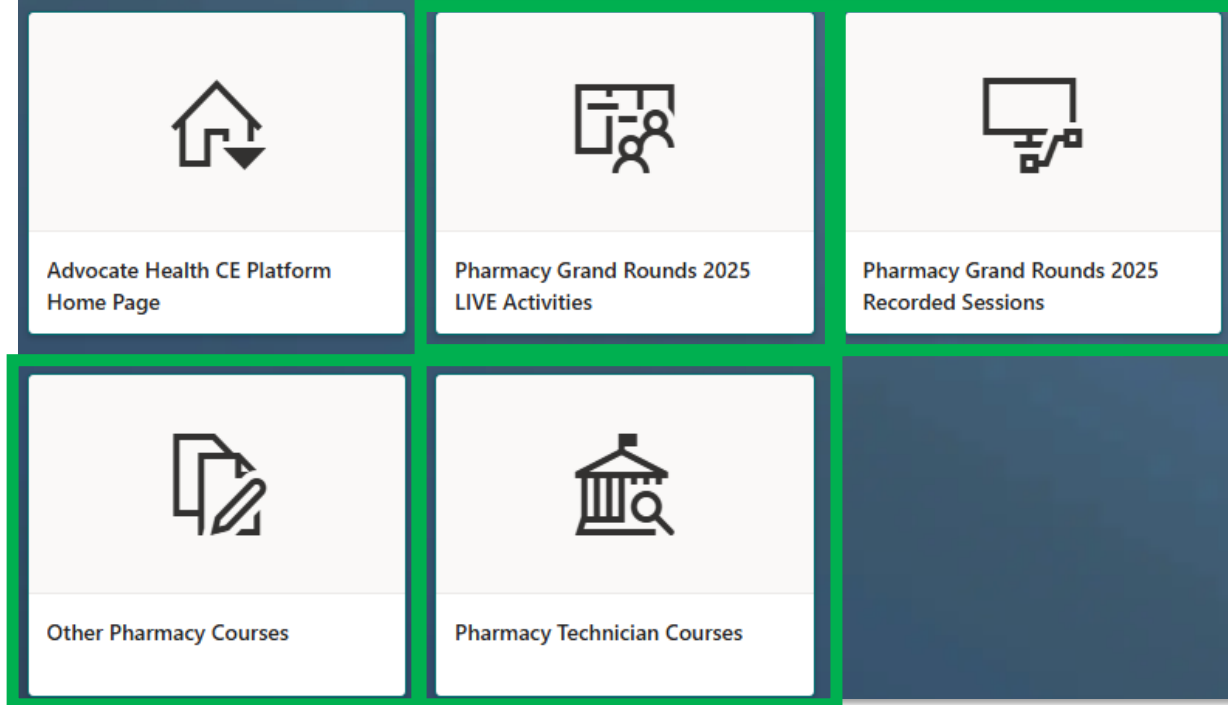 Advocate Health CE Platform
Home Page
Pharmacy Grand Rounds 2025
LIVE Activities
Pharmacy Grand Rounds 2025
Recorded Sessions
Other Pharmacy Courses
Pharmacy Technician Courses